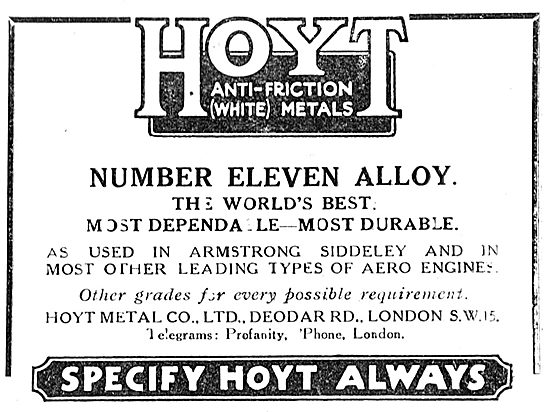 HOYT
ANTI-FRICTION
(WHITE) METALS
NUMBER ELEVEN ALLOY.
THE WORLD'S BEST.
MOST DEPENDABLE—MOST DURABLE.
AS USED IN ARMSTRONG SIDDELEY AND IN
MOST OTHER LEADING TYPES OF AERO ENGINES.
Other grades for every possible requirement.
HOYT METAL CO., LTD., DEODAR RD., LONDON S.W.15.
Telegrams: Profanity, 'Phone, London.
SPECIFY HOYT ALWAYS